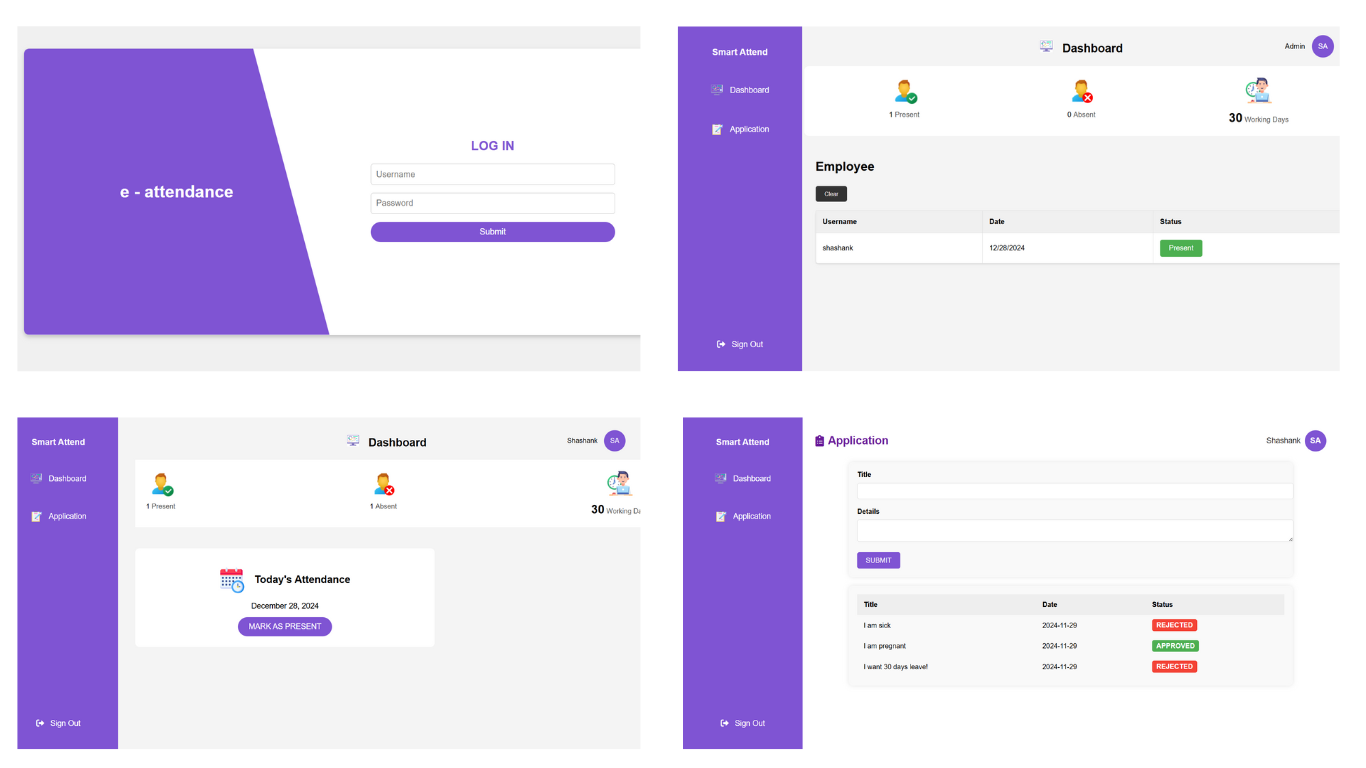 e - attendance
LOG IN
Username
Password
Submit
Smart Attend
Dashboard
Application
Sign Out
Dashboard
Admin SA
1 Present
0 Absent
30 Working Days
Employee
Clear
Username Date Status
shashank 12/28/2024 Present
Smart Attend
Dashboard
Application
Sign Out
Dashboard
Shashank SA
1 Present
1 Absent
30 Working Da
Today's Attendance
December 28, 2024
MARK AS PRESENT
Smart Attend
Dashboard
Application
Sign Out
Application
Shashank SA
Title
Details
SUBMIT
Title Date Status
I am sick 2024-11-29 REJECTED
I am pregnant 2024-11-29 APPROVED
I want 30 days leave! 2024-11-29 REJECTED